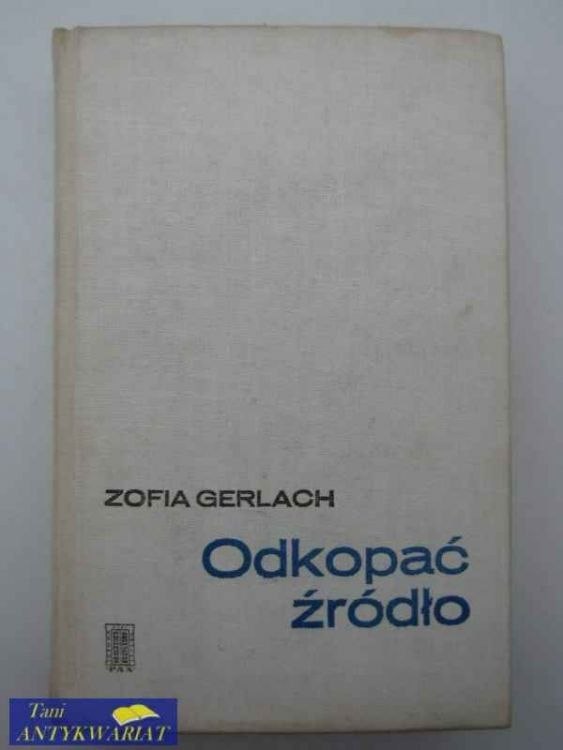 ZOFIA GERLACH
Odkopać
źródło
PAX
Tani
ANTYKWARIAT